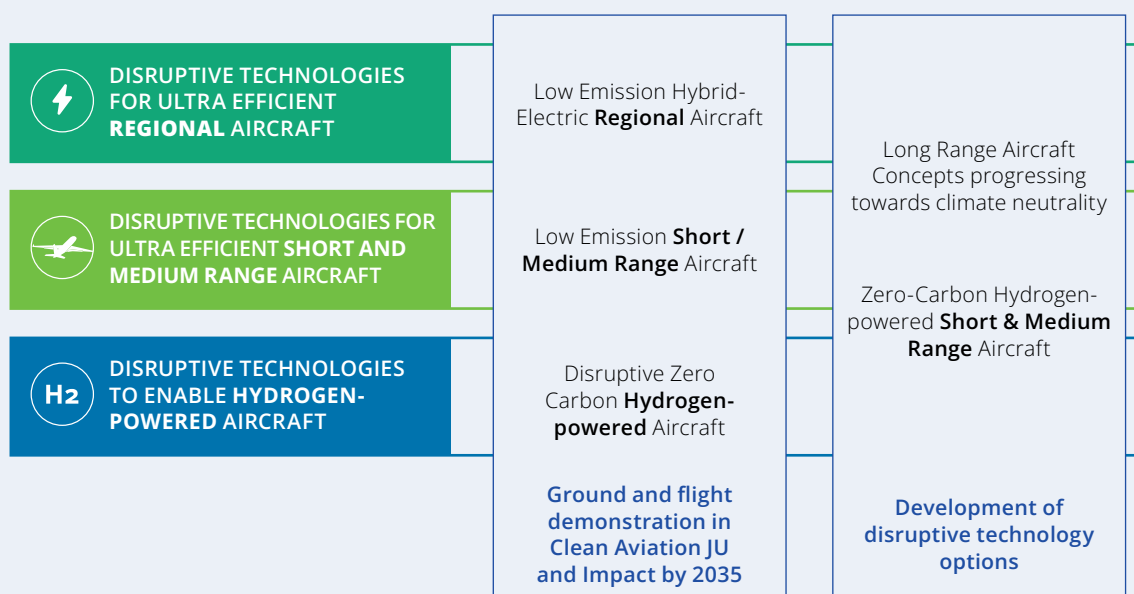 DISRUPTIVE TECHNOLOGIES
FOR ULTRA EFFICIENT
REGIONAL AIRCRAFT
DISRUPTIVE TECHNOLOGIES FOR
ULTRA EFFICIENT SHORT AND
MEDIUM RANGE AIRCRAFT
H2
DISRUPTIVE TECHNOLOGIES
TO ENABLE HYDROGEN-
POWERED AIRCRAFT
Low Emission Hybrid-
Electric Regional Aircraft
Low Emission Short /
Medium Range Aircraft
Disruptive Zero
Carbon Hydrogen-
powered Aircraft
Ground and flight
demonstration in
Clean Aviation JU
and Impact by 2035
Long Range Aircraft
Concepts progressing
towards climate neutrality
Zero-Carbon Hydrogen-
powered Short & Medium
Range Aircraft
Development of
disruptive technology
options